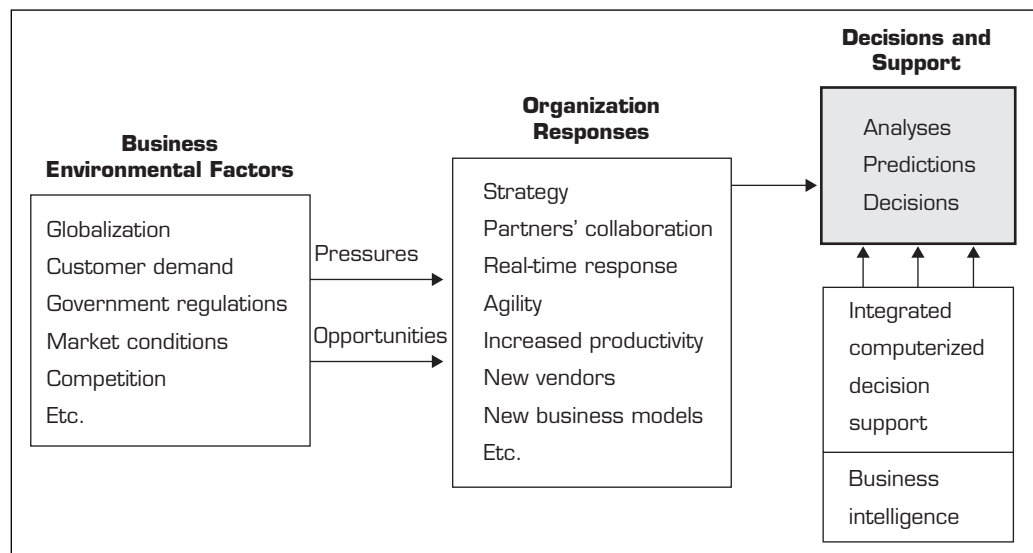 Business
Environmental Factors
Globalization
Customer demand
Government regulations
Market conditions
Competition
Etc.
Pressures
Opportunities
Organization
Responses
Strategy
Partners’ collaboration
Real-time response
Agility
Increased productivity
New vendors
New business models
Etc.
Decisions and
Support
Analyses
Predictions
Decisions
Integrated
computerized
decision
support
Business
intelligence